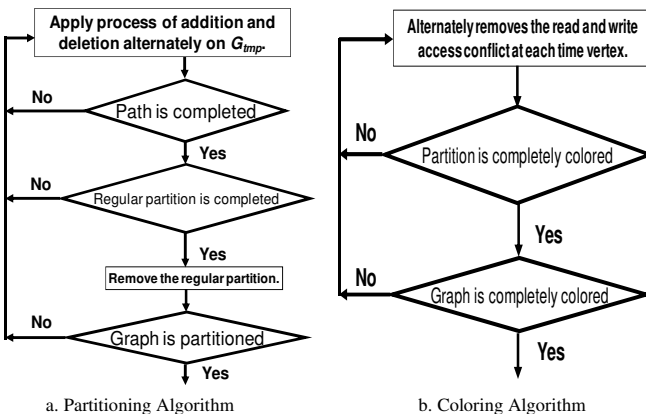 Apply process of addition and
deletion alternately on G_tmp.
No
Path is completed
Yes
No
Regular partition is completed
Yes
Remove the regular partition.
No
Graph is partitioned
Yes
a. Partitioning Algorithm
Alternately removes the read and write
access conflict at each time vertex.
No
Partition is completely colored
Yes
No
Graph is completely colored
Yes
b. Coloring Algorithm